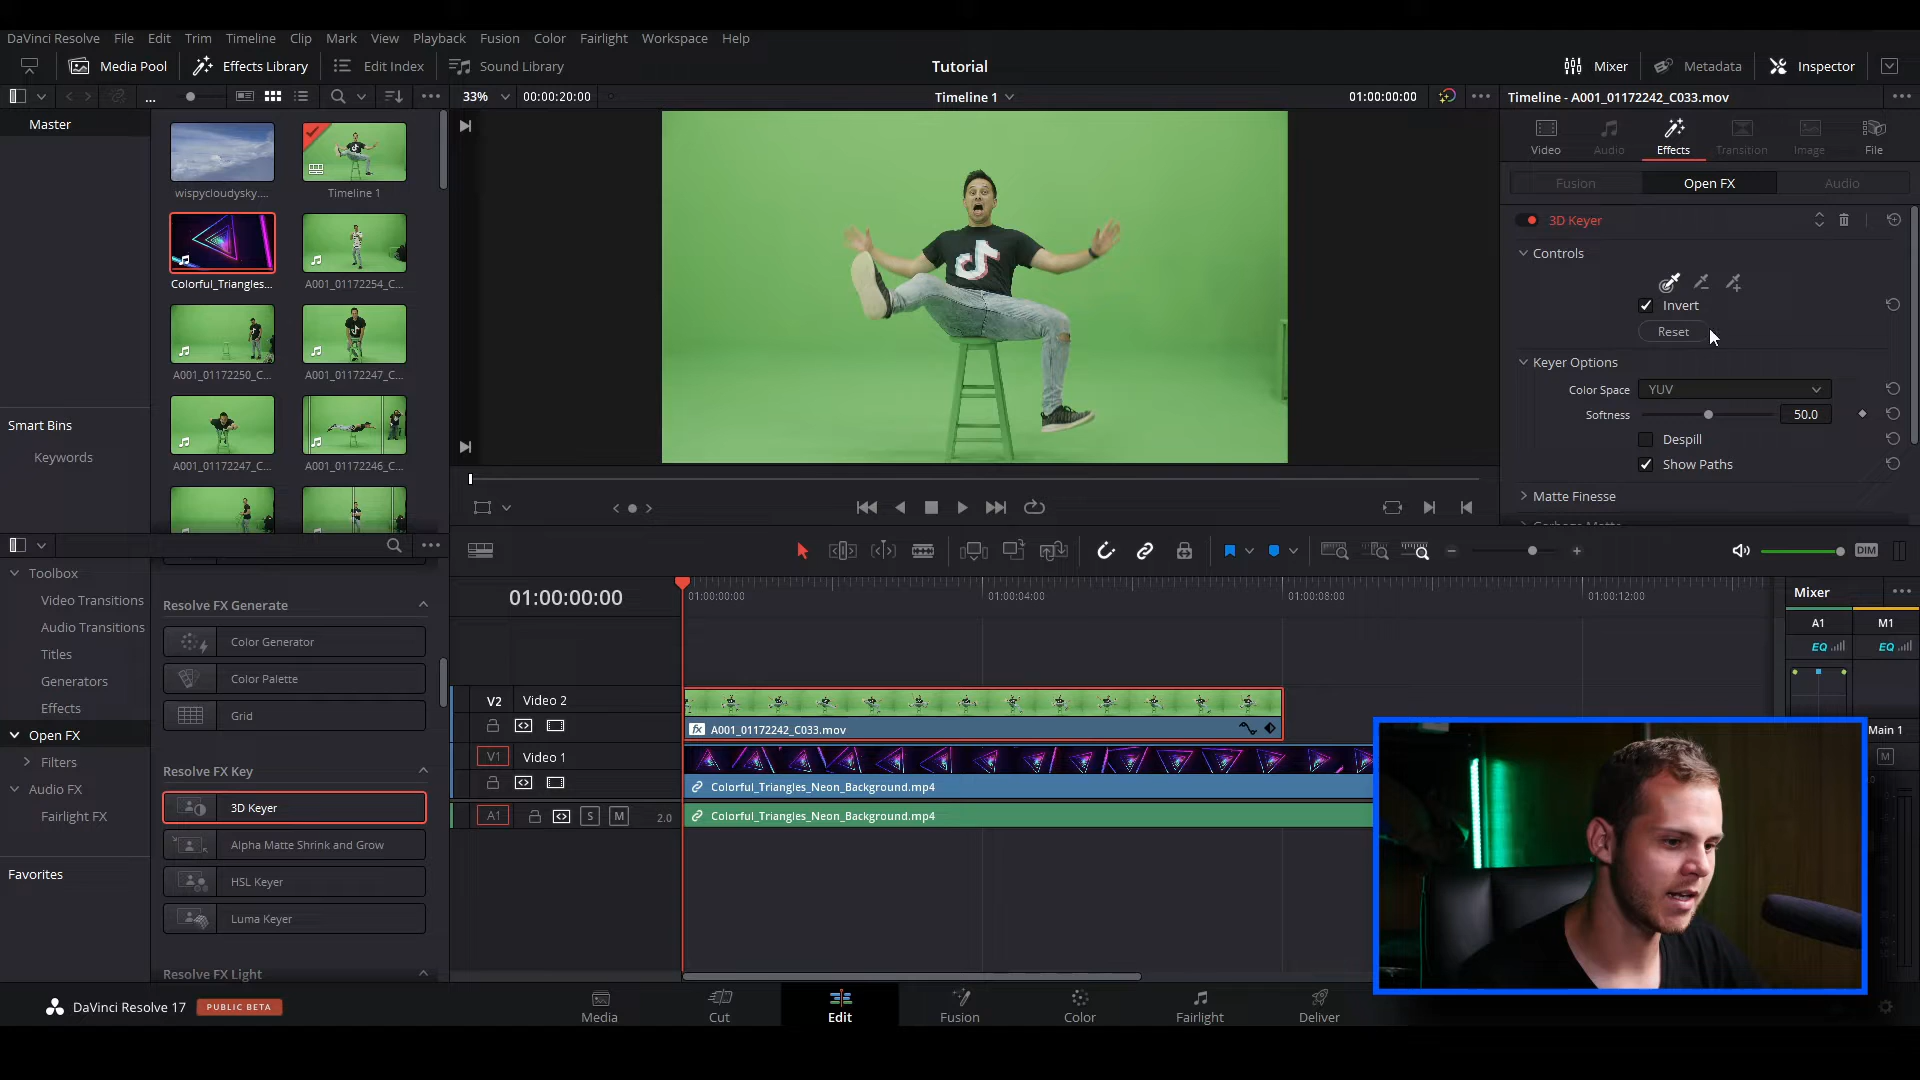 DaVinci Resolve File Edit Trim Timeline Clip Mark View Playback Fusion Color Fairlight Workspace Help
Media Pool Effects Library Edit Index Sound Library Tutorial Mixer Metadata Inspector
... 33% 00:00:20:00 Timeline 1 01:00:00:00 Timeline - A001_01172242_C033.mov
Master
wispycloudysky.... Timeline 1
Colorful_Triangles... A001_01172254_C...
A001_01172250_C... A001_01172247_C...
A001_01172247_C... A001_01172246_C...
Smart Bins
Keywords
Video Audio Effects Transition Image File
Fusion Open FX Audio
3D Keyer
Controls
Invert
Reset
Keyer Options
Color Space YUV
Softness 50.0
Despill
Show Paths
Matte Finesse
Garbage Matte
DIM
Toolbox
Video Transitions
Audio Transitions
Titles
Generators
Effects
Open FX
Filters
Audio FX
Fairlight FX
Favorites
Resolve FX Generate
Color Generator
Color Palette
Grid
Resolve FX Key
3D Keyer
Alpha Matte Shrink and Grow
HSL Keyer
Luma Keyer
Resolve FX Light
01:00:00:00 01:00:00:00 01:00:04:00 01:00:08:00 01:00:12:00
V2 Video 2
fx A001_01172242_C033.mov
V1 Video 1
Colorful_Triangles_Neon_Background.mp4
A1 S M 2.0 Colorful_Triangles_Neon_Background.mp4
Mixer
A1 M1
EQ EQ
Main 1
M
DaVinci Resolve 17 PUBLIC BETA
Media Cut Edit Fusion Color Fairlight Deliver